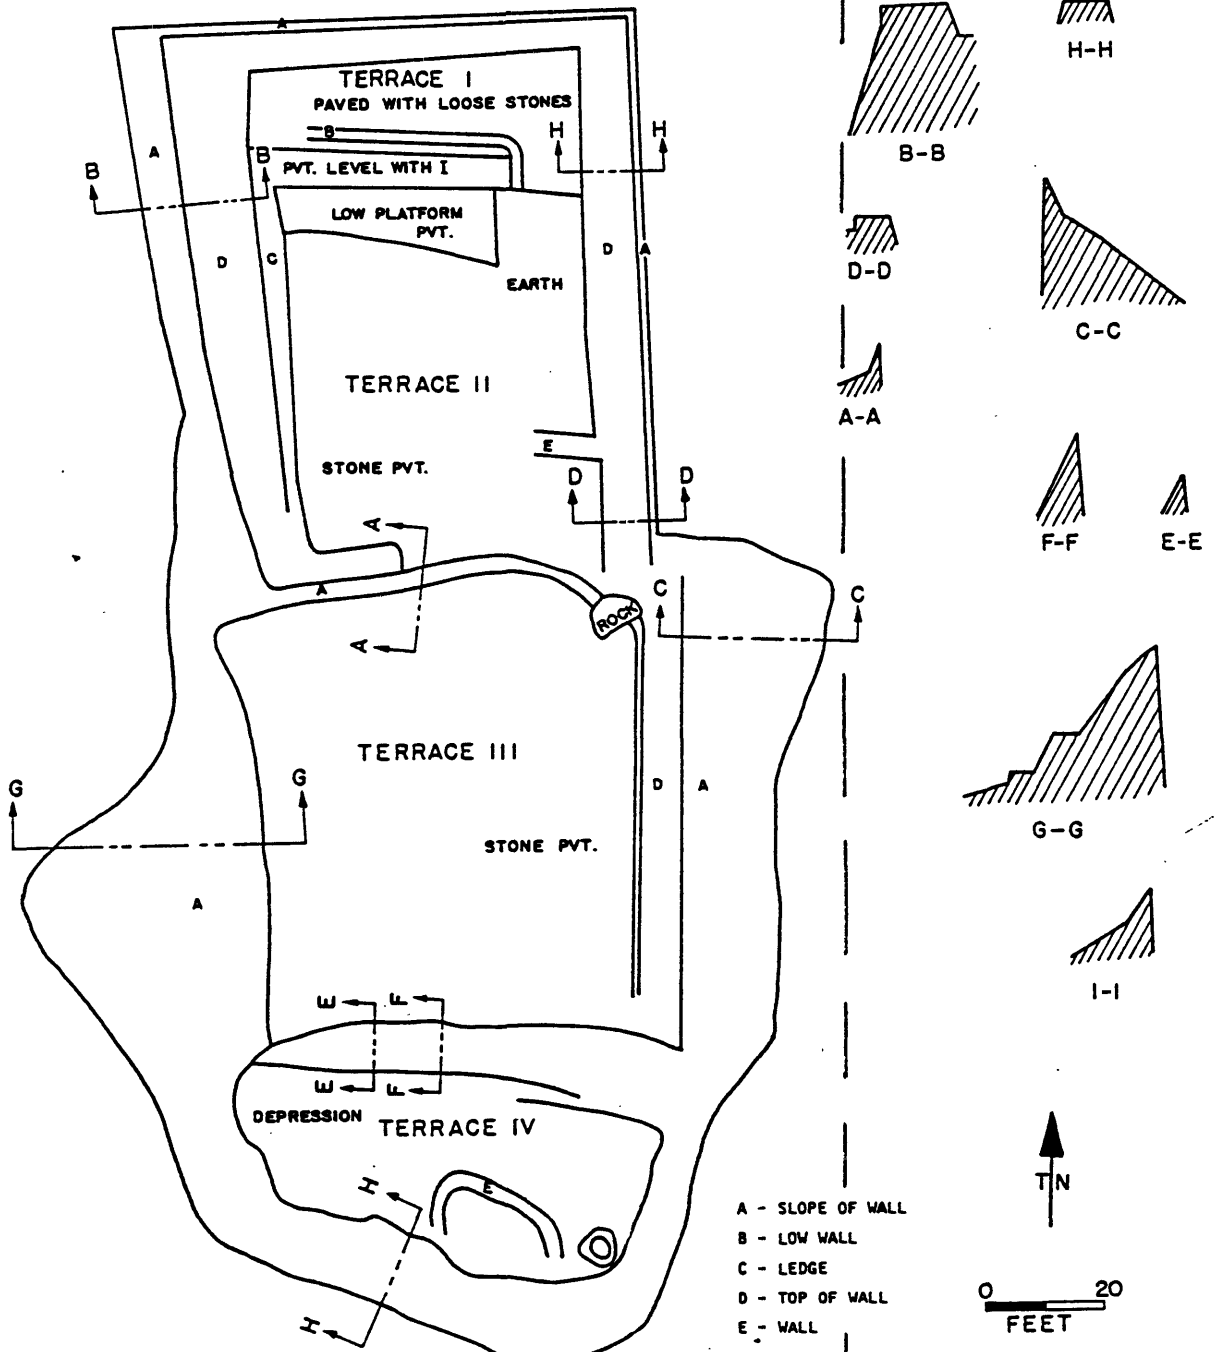 A
TERRACE I
PAVED WITH LOOSE STONES
B
H H
A
B B
PVT. LEVEL WITH I
LOW PLATFORM
PVT.
D C
D A
EARTH
TERRACE II
E
STONE PVT.
D D
A
A
ROCK
C C
A
TERRACE III
G G
D A
STONE PVT.
A
E F
E F
DEPRESSION
TERRACE IV
H
E
H
B-B
H-H
D-D
C-C
A-A
F-F
E-E
G-G
I-I
TN
A - SLOPE OF WALL
B - LOW WALL
C - LEDGE
D - TOP OF WALL
E - WALL
0 20
FEET